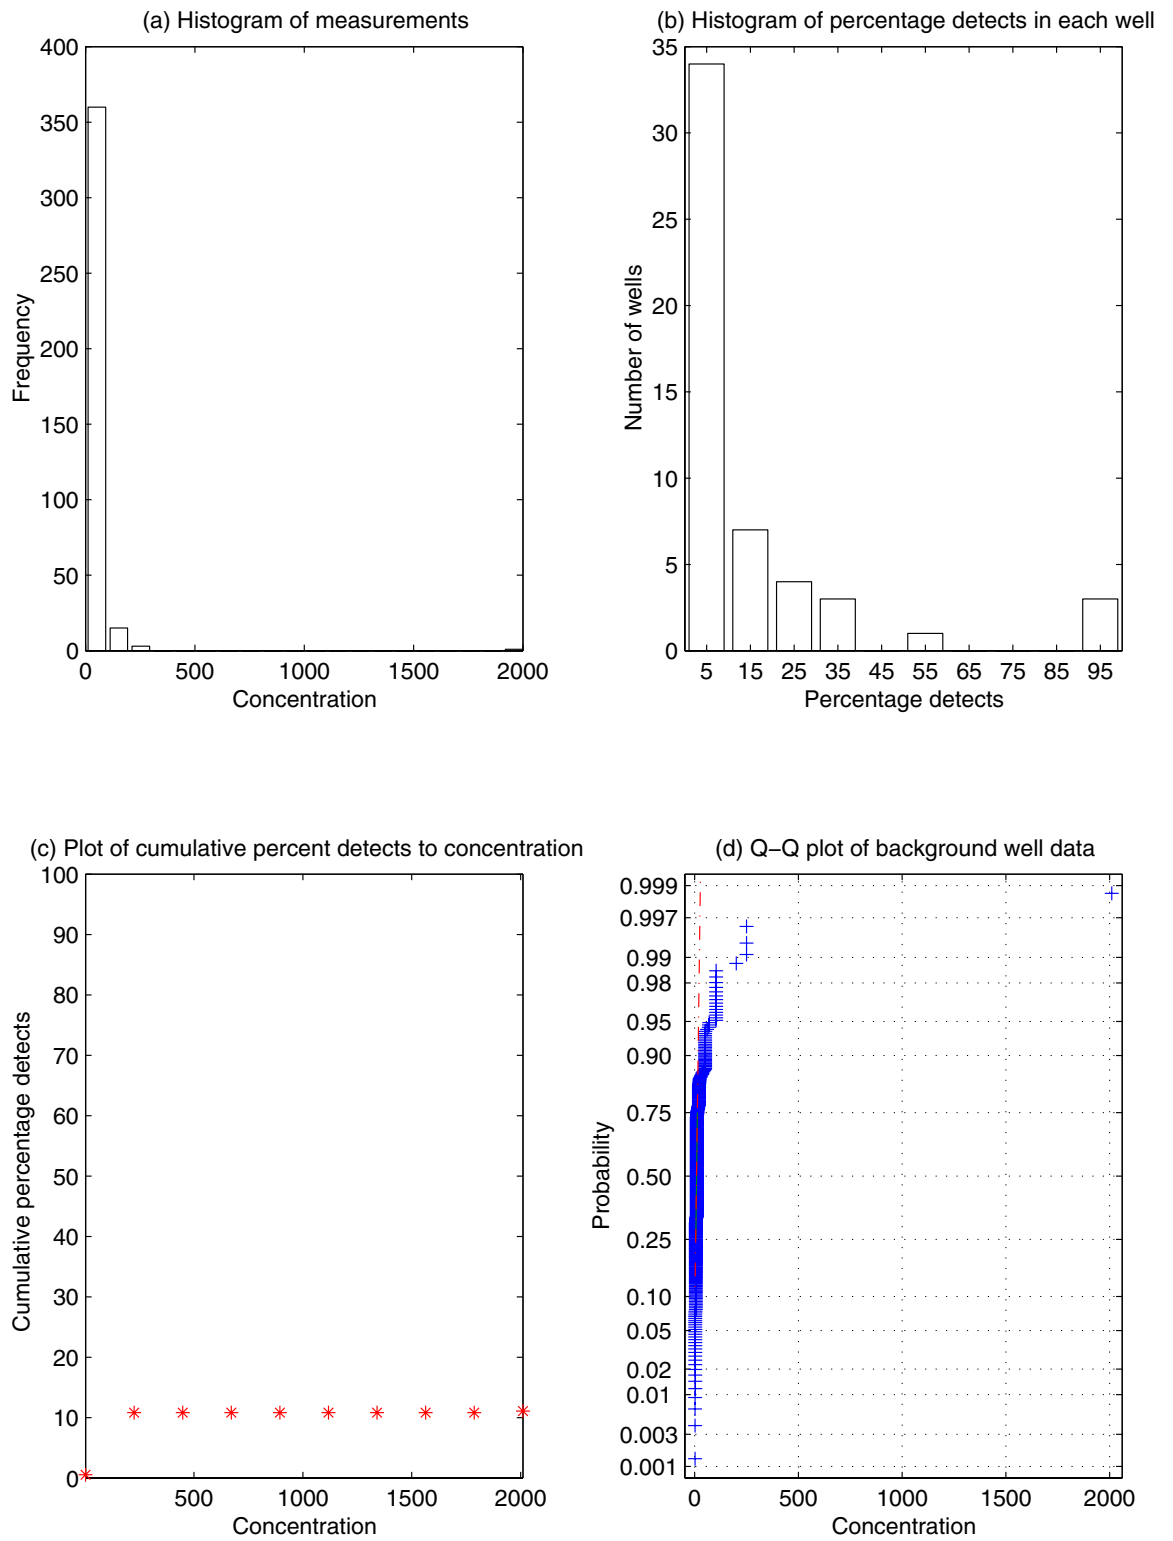 (a) Histogram of measurements
400
350
300
250
200
150
100
50
0
Frequency
0 500 1000 1500 2000
Concentration
(b) Histogram of percentage detects in each well
35
30
25
20
15
10
5
0
Number of wells
5 15 25 35 45 55 65 75 85 95
Percentage detects
(c) Plot of cumulative percent detects to concentration
100
90
80
70
60
50
40
30
20
10
0
Cumulative percentage detects
500 1000 1500 2000
Concentration
(d) Q−Q plot of background well data
0.999
0.997
0.99
0.98
0.95
0.90
0.75
0.50
0.25
0.10
0.05
0.02
0.01
0.003
0.001
Probability
0 500 1000 1500 2000
Concentration